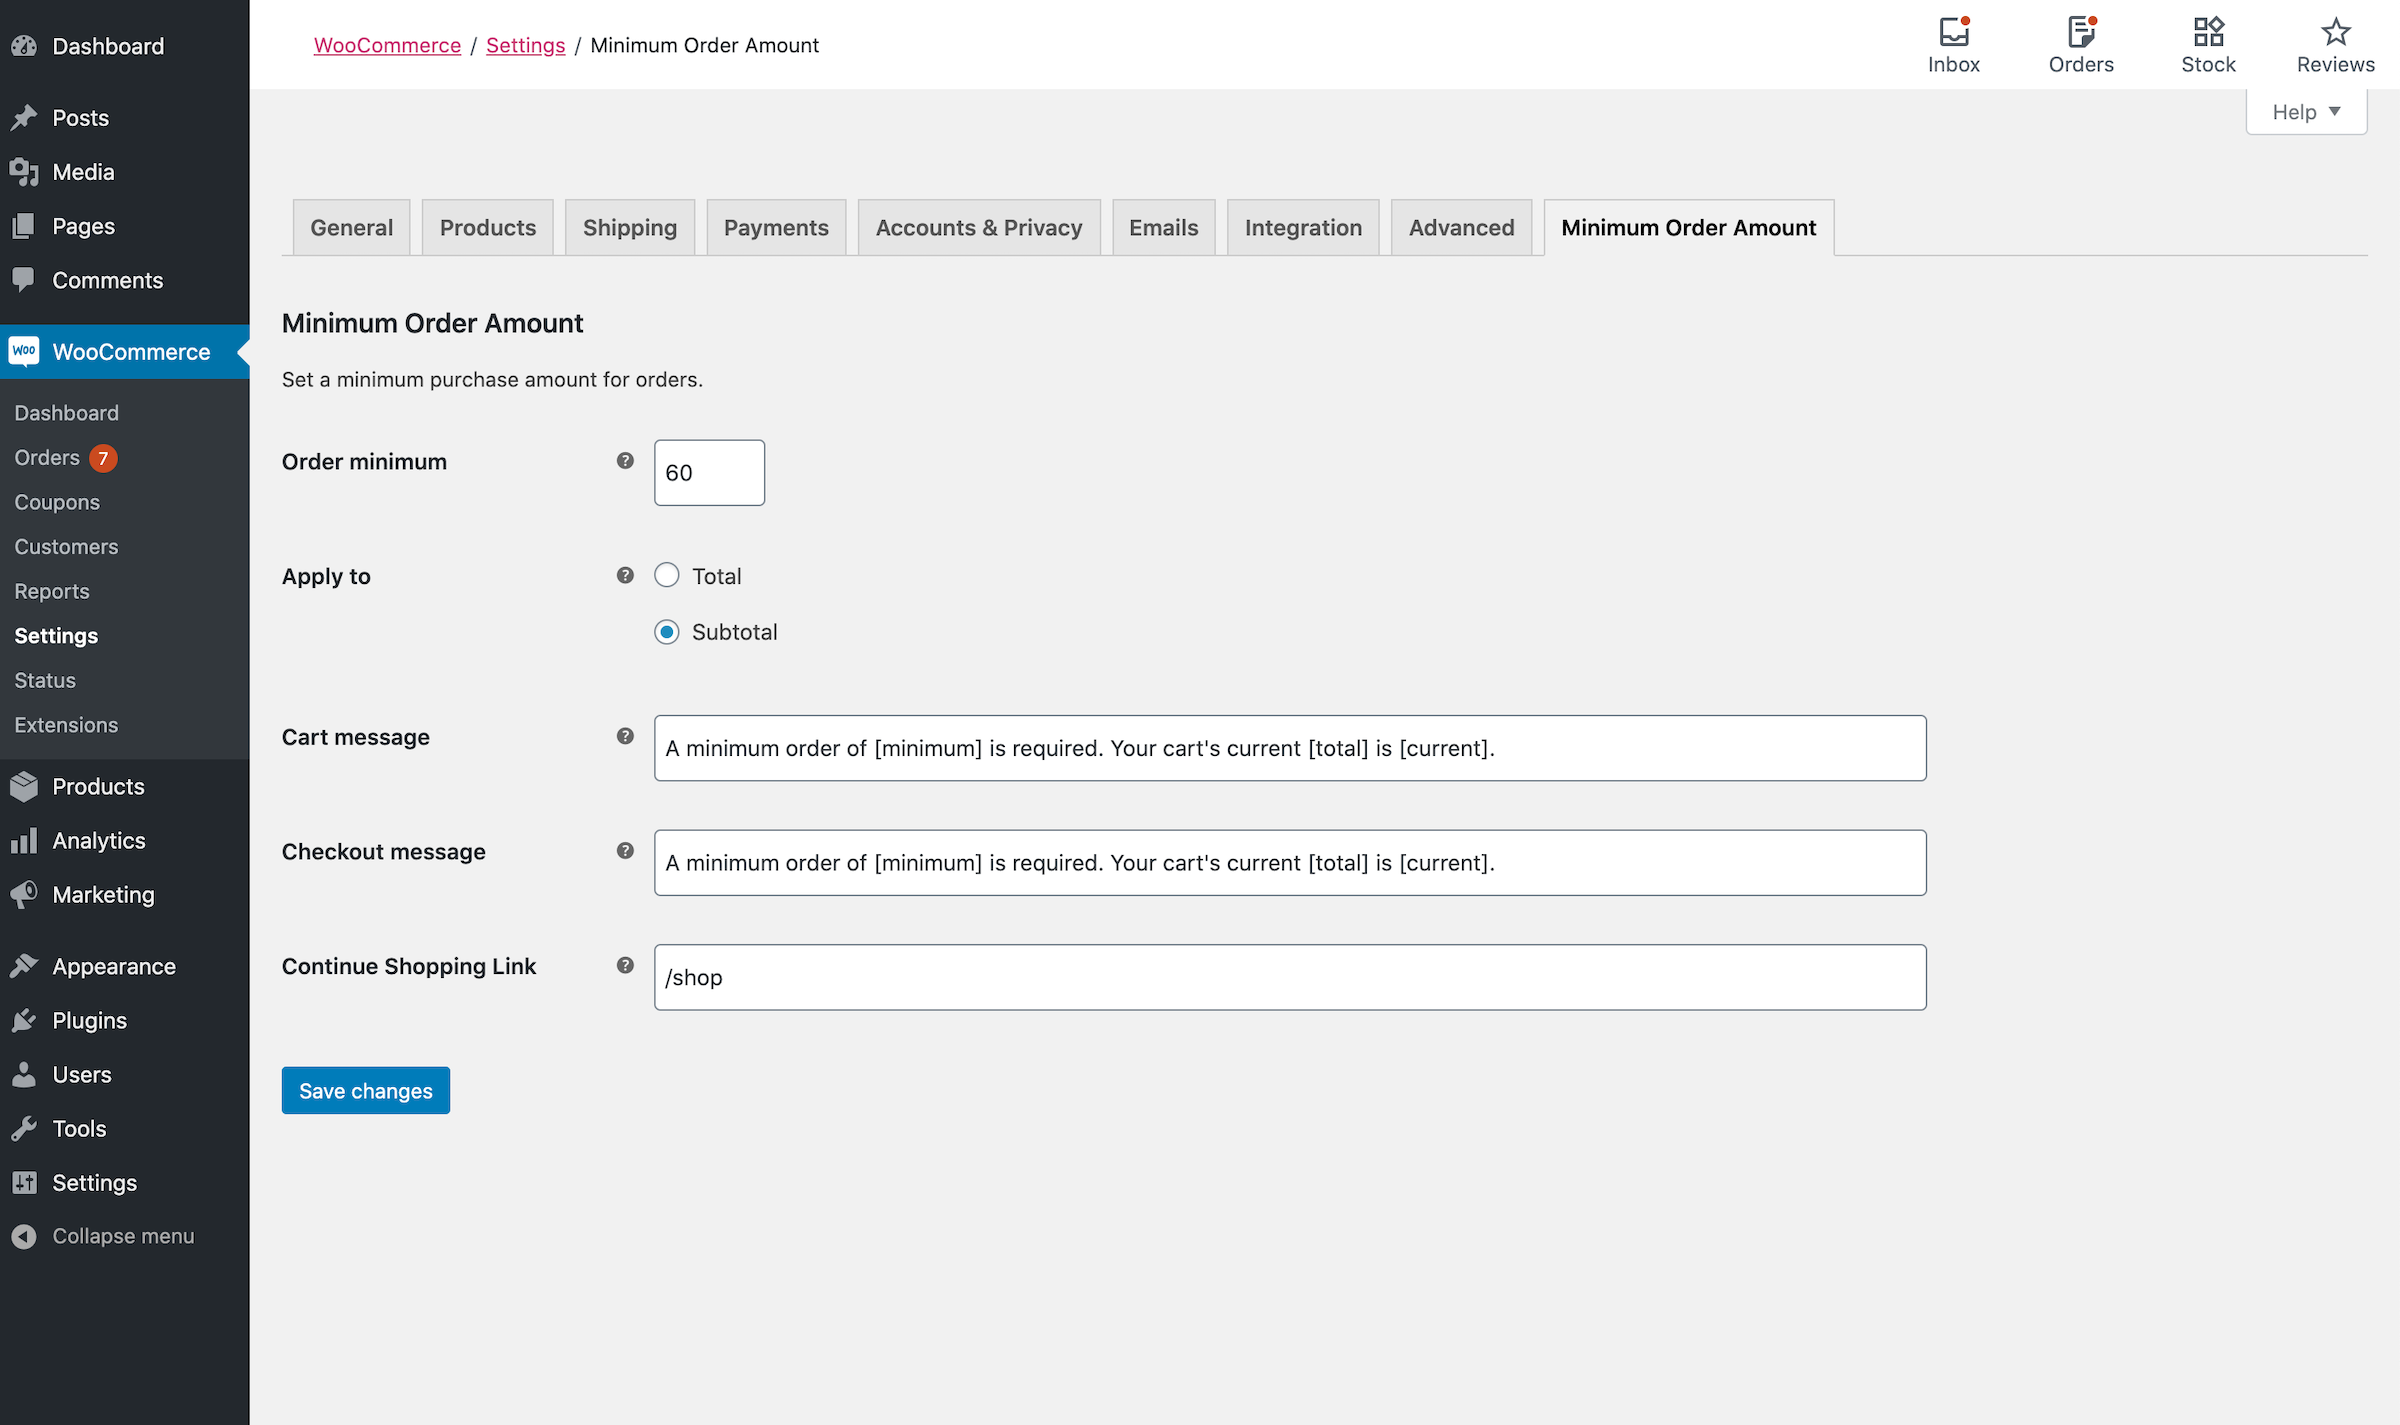 Dashboard
Posts
Media
Pages
Comments
Woo WooCommerce
Dashboard
Orders 7
Coupons
Customers
Reports
Settings
Status
Extensions
Products
Analytics
Marketing
Appearance
Plugins
Users
Tools
Settings
Collapse menu
WooCommerce / Settings / Minimum Order Amount
Inbox
Orders
Stock
Reviews
Help
General
Products
Shipping
Payments
Accounts & Privacy
Emails
Integration
Advanced
Minimum Order Amount
Minimum Order Amount
Set a minimum purchase amount for orders.
Order minimum ? 60
Apply to ? Total
Subtotal
Cart message ? A minimum order of [minimum] is required. Your cart's current [total] is [current].
Checkout message ? A minimum order of [minimum] is required. Your cart's current [total] is [current].
Continue Shopping Link ? /shop
Save changes